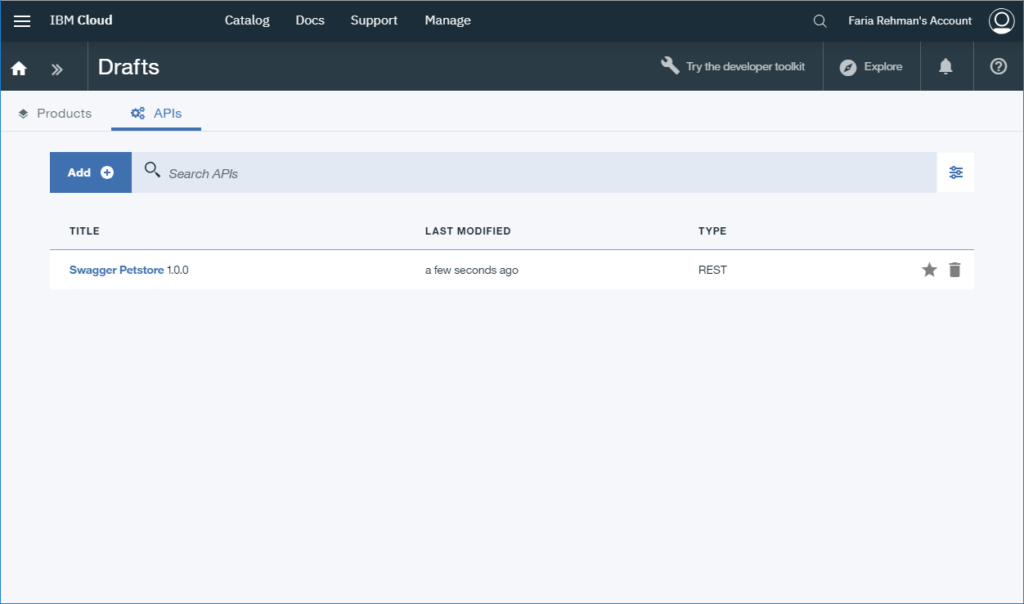 IBM Cloud Catalog Docs Support Manage Faria Rehman's Account
Drafts Try the developer toolkit Explore
Products APIs
Add Search APIs
TITLE LAST MODIFIED TYPE
Swagger Petstore 1.0.0 a few seconds ago REST